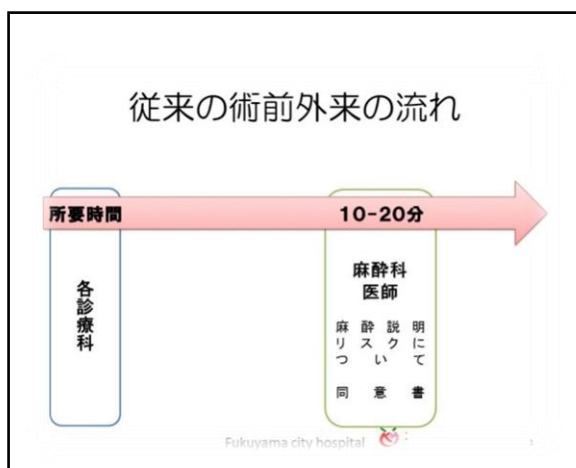 従来の術前外来の流れ
所要時間
10-20分
各診療科
麻酔科
医師
麻酔説明
リスクに
ついて
同意書
Fukuyama city hospital
1